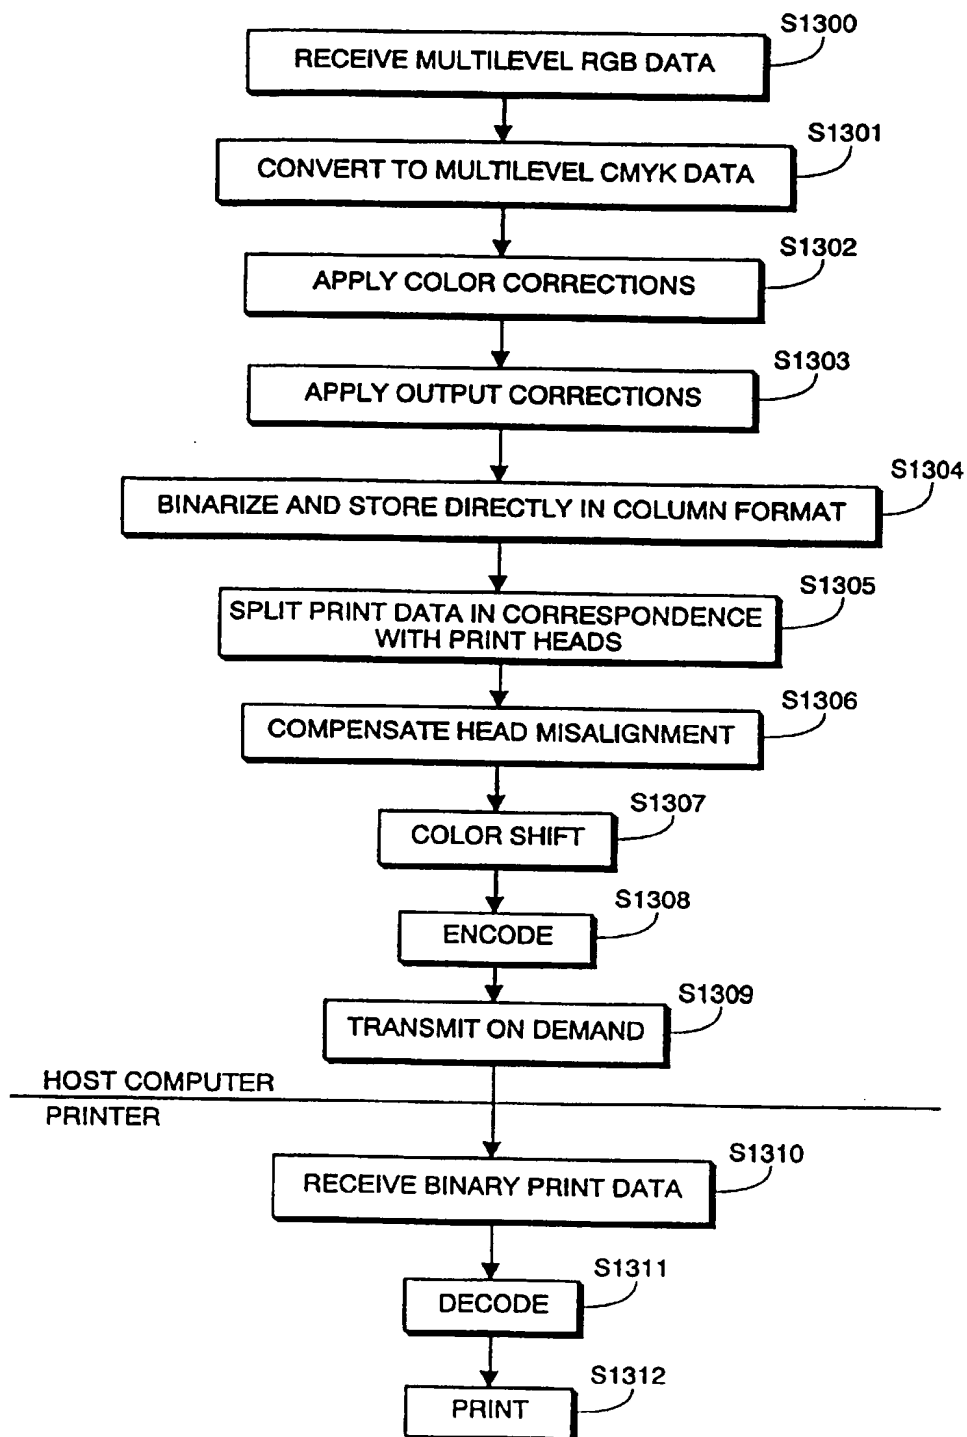 S1300
RECEIVE MULTILEVEL RGB DATA
S1301
CONVERT TO MULTILEVEL CMYK DATA
S1302
APPLY COLOR CORRECTIONS
S1303
APPLY OUTPUT CORRECTIONS
S1304
BINARIZE AND STORE DIRECTLY IN COLUMN FORMAT
S1305
SPLIT PRINT DATA IN CORRESPONDENCE
WITH PRINT HEADS
S1306
COMPENSATE HEAD MISALIGNMENT
S1307
COLOR SHIFT
S1308
ENCODE
S1309
TRANSMIT ON DEMAND
HOST COMPUTER
PRINTER
S1310
RECEIVE BINARY PRINT DATA
S1311
DECODE
S1312
PRINT